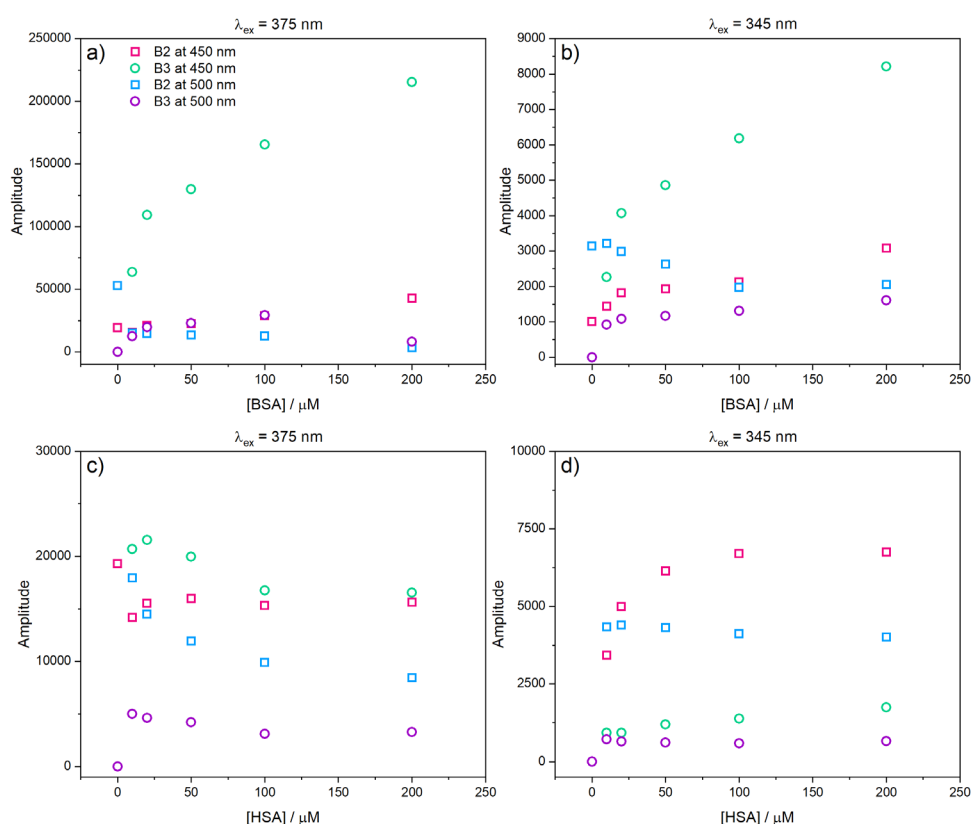 λex = 375 nm
a)
B2 at 450 nm
B3 at 450 nm
B2 at 500 nm
B3 at 500 nm
250000
200000
150000
100000
50000
0
Amplitude
0 50 100 150 200 250
[BSA] / μM
λex = 345 nm
b)
9000
8000
7000
6000
5000
4000
3000
2000
1000
0
Amplitude
0 50 100 150 200 250
[BSA] / μM
λex = 375 nm
c)
30000
20000
10000
0
Amplitude
0 50 100 150 200 250
[HSA] / μM
λex = 345 nm
d)
10000
7500
5000
2500
0
Amplitude
0 50 100 150 200 250
[HSA] / μM